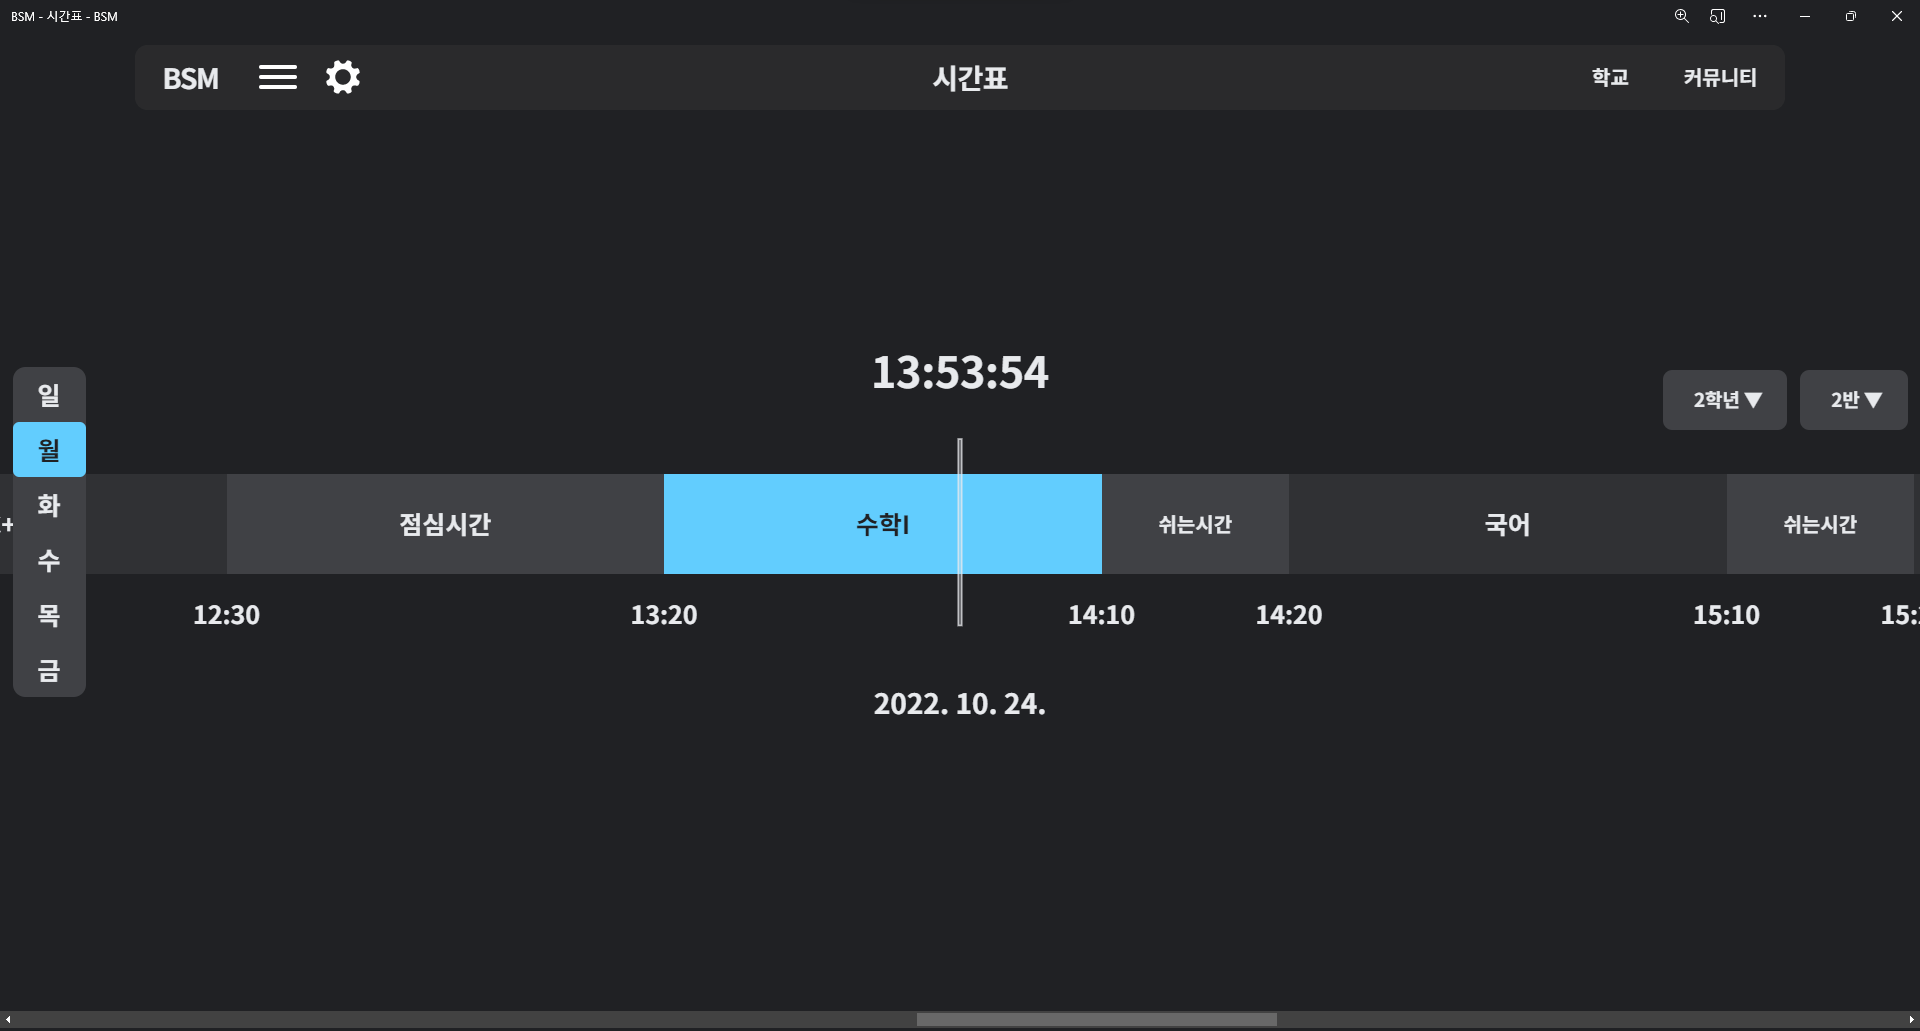 BSM - 시간표 - BSM
BSM 시간표 학교 커뮤니티
13:53:54
2학년 ▼ 2반 ▼
일
월
화
수
목
금
+ 점심시간 수학I 쉬는시간 국어 쉬는시간
12:30 13:20 14:10 14:20 15:10 15:
2022. 10. 24.